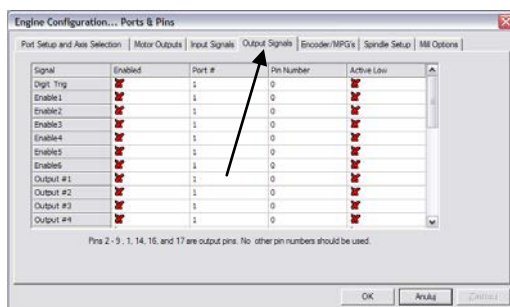 Engine Configuration... Ports & Pins
Port Setup and Axis Selection Motor Outputs Input Signals Output Signals Encoder/MPG's Spindle Setup Mill Options
Signal Enabled Port # Pin Number Active Low
Digit Trig 1 0
Enable1 1 0
Enable2 1 0
Enable3 1 0
Enable4 1 0
Enable5 1 0
Enable6 1 0
Output #1 1 0
Output #2 1 0
Output #3 1 0
Output #4 1 0
Pins 2 - 9 , 1, 14, 16, and 17 are output pins. No other pin numbers should be used.
OK Anuluj